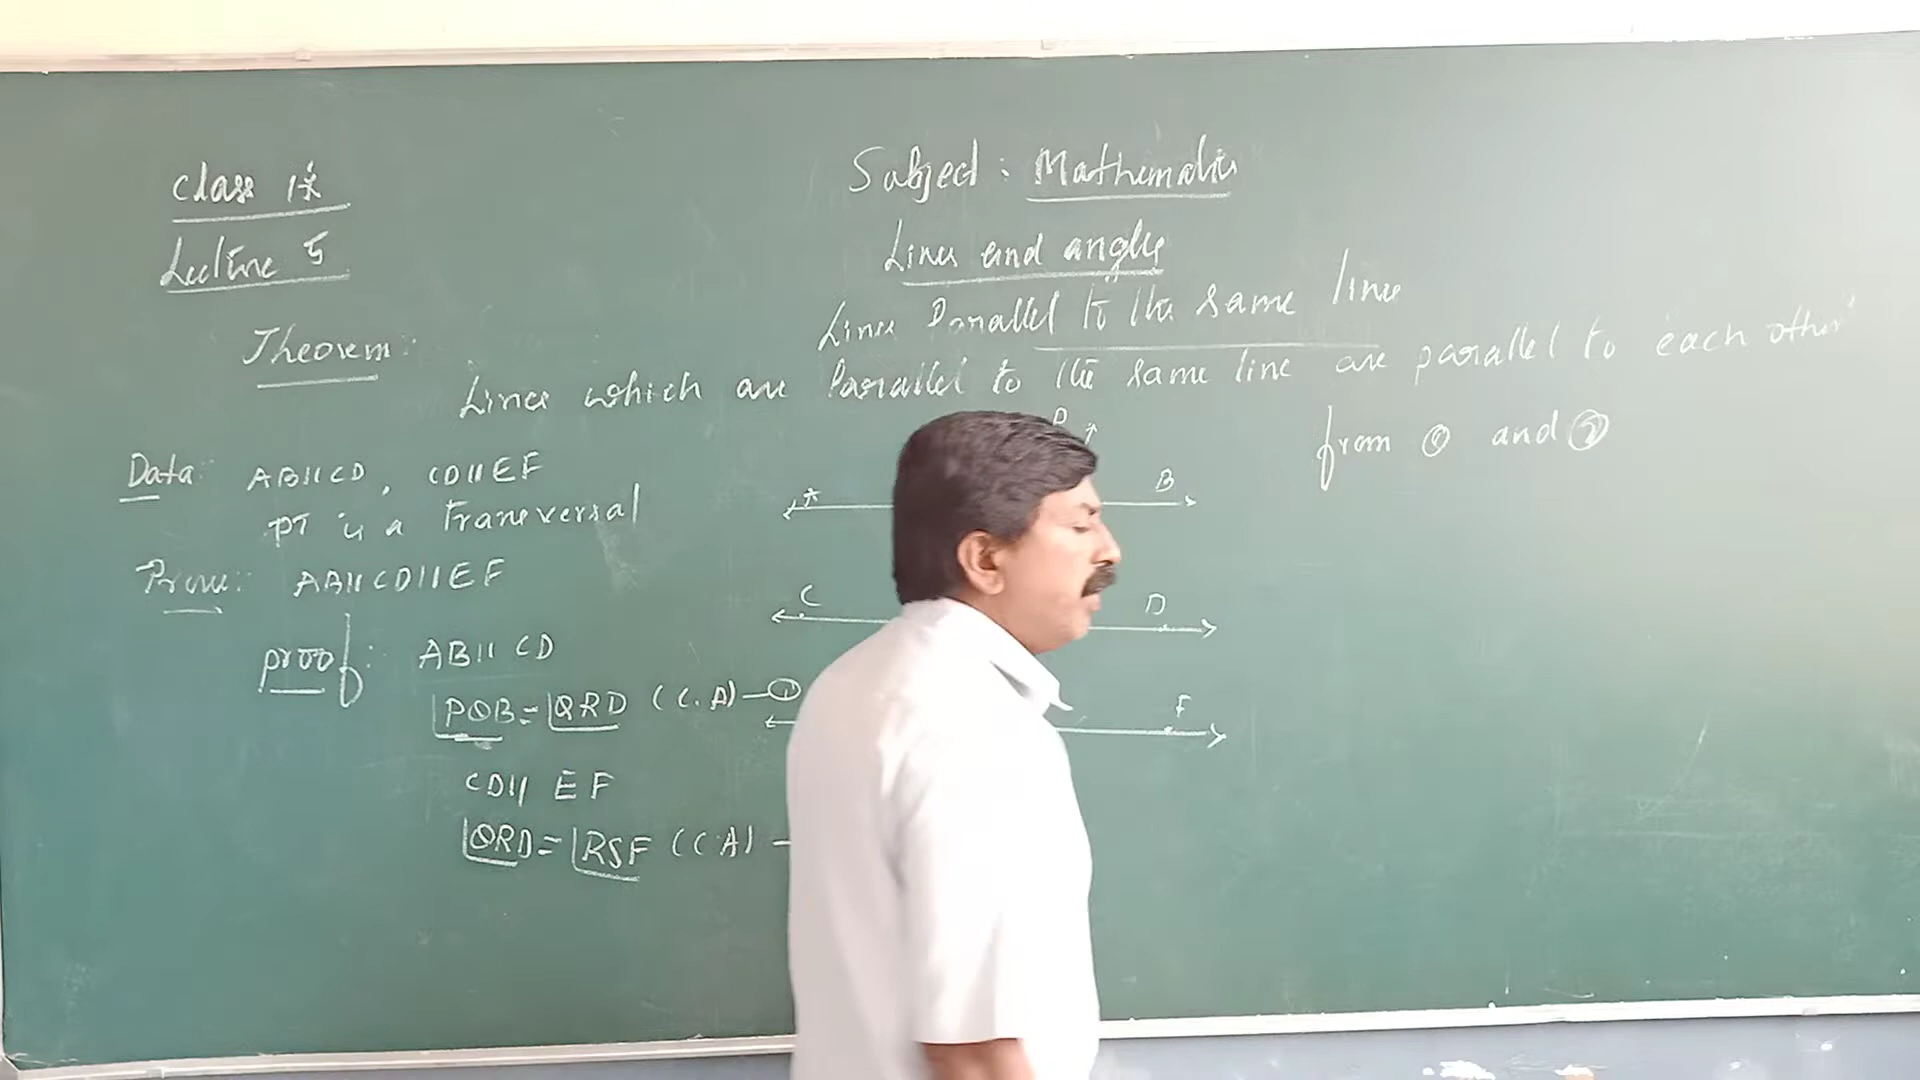 Class IX
Lecture 5
Subject: Mathematics
Lines and angles
Lines Parallel to the same line
Theorem:
Lines which are Parallel to the same line are parallel to each other"
Data: AB||CD, CD||EF
PT is a transversal
Prove: AB||CD||EF
proof: AB||CD
∠PQB=∠QRD (C.A)—①
CD||EF
∠QRD=∠RSF (C.A)—
P
A B
C D
F
from ① and ②